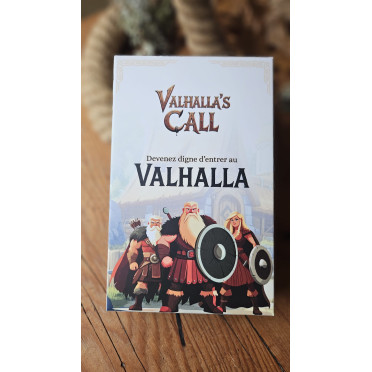 VALHALLA'S
CALL
Devenez digne d'entrer au
VALHALLA